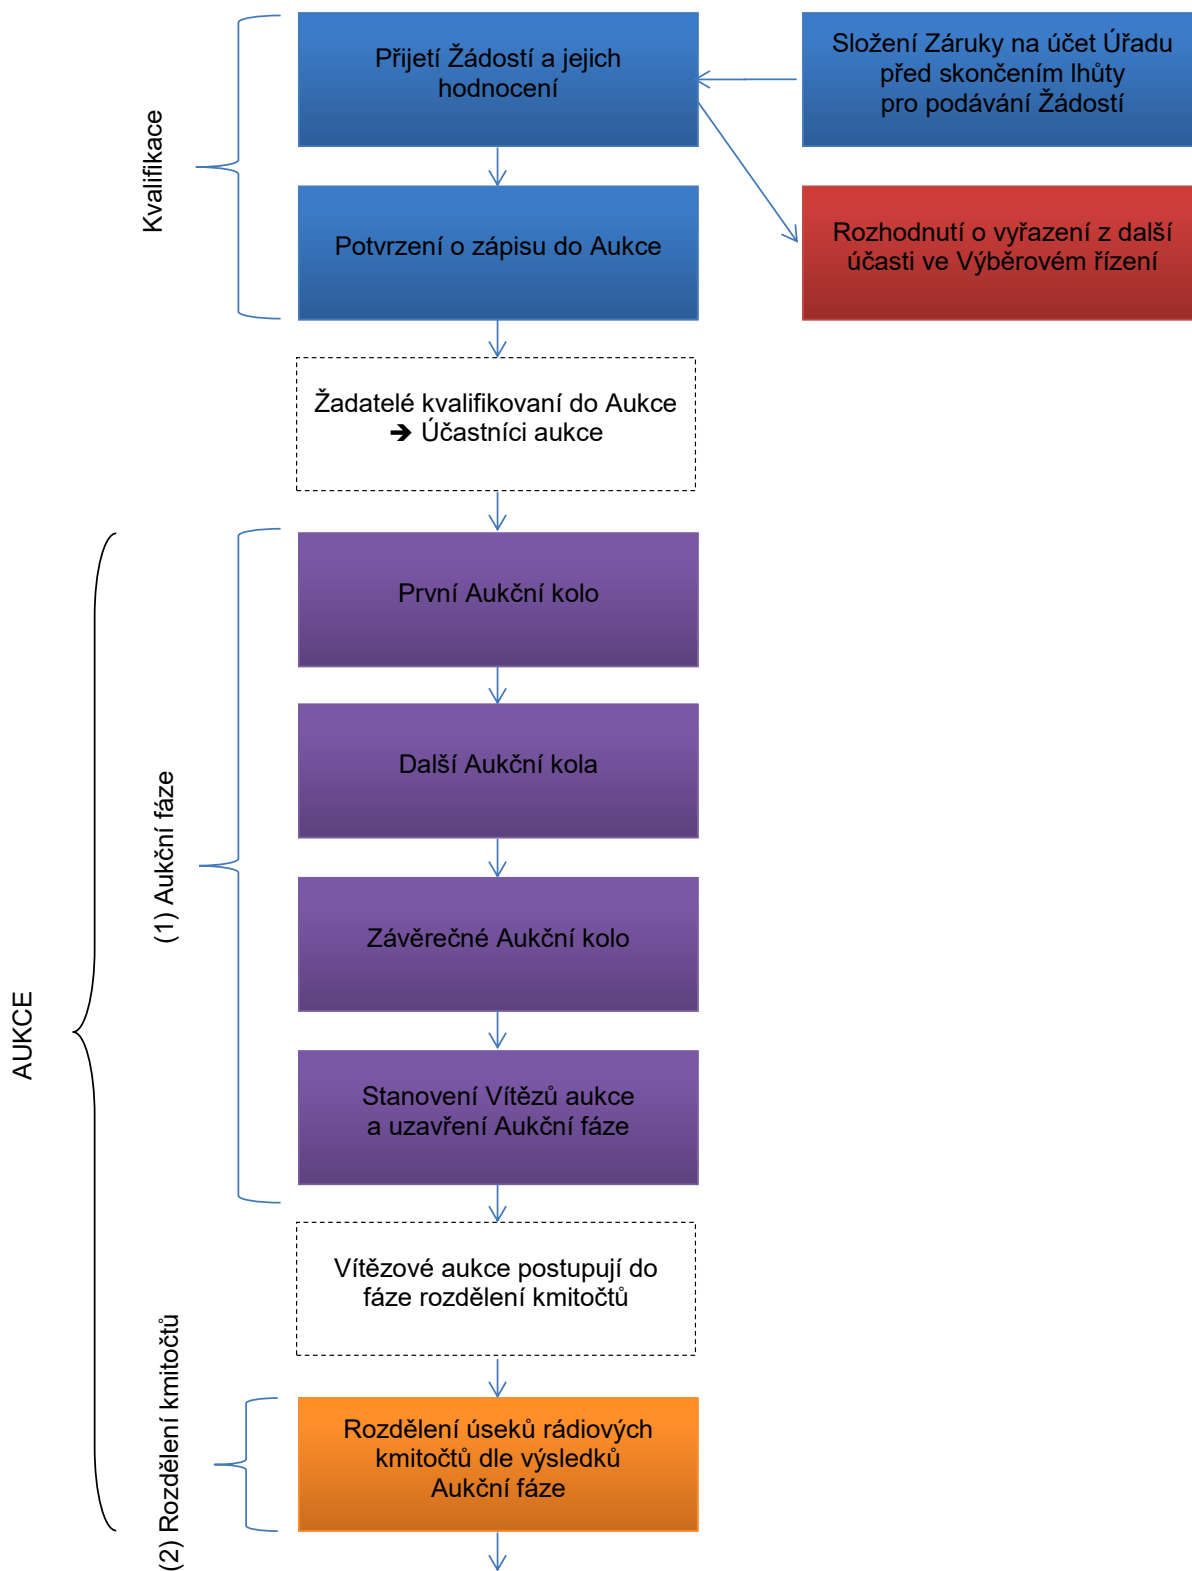 Kvalifikace
Přijetí Žádostí a jejich
hodnocení
Složení Záruky na účet Úřadu
před skončením lhůty
pro podávání Žádostí
Potvrzení o zápisu do Aukce
Rozhodnutí o vyřazení z další
účasti ve Výběrovém řízení
Žadatelé kvalifikovaní do Aukce
➔ Účastníci aukce
AUKCE
(1) Aukční fáze
První Aukční kolo
Další Aukční kola
Závěrečné Aukční kolo
Stanovení Vítězů aukce
a uzavření Aukční fáze
Vítězové aukce postupují do
fáze rozdělení kmitočtů
(2) Rozdělení kmitočtů
Rozdělení úseků rádiových
kmitočtů dle výsledků
Aukční fáze